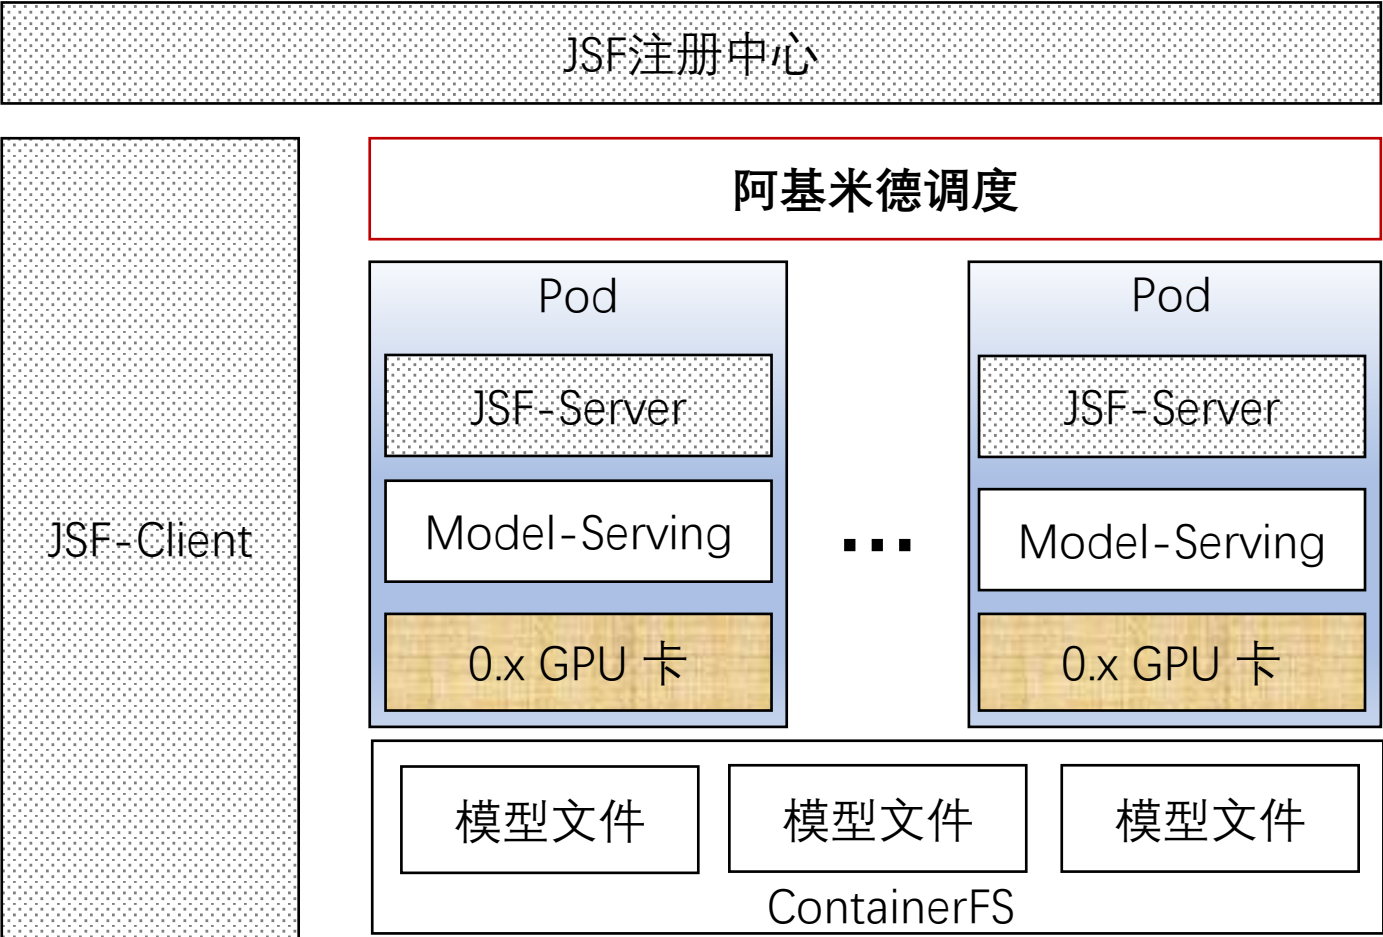 JSF注册中心
JSF-Client
阿基米德调度
Pod
JSF-Server
Model-Serving
0.x GPU 卡
...
Pod
JSF-Server
Model-Serving
0.x GPU 卡
模型文件
模型文件
模型文件
ContainerFS